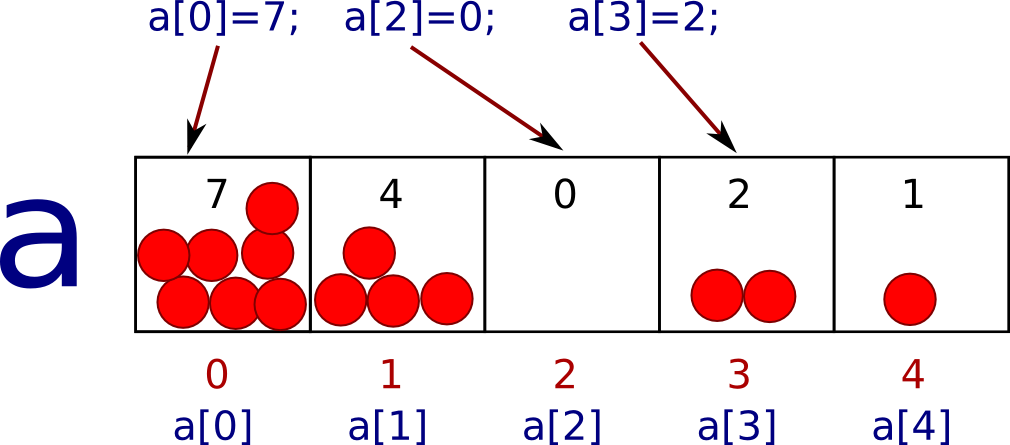 a[0]=7; a[2]=0; a[3]=2;
a
7 4 0 2 1
0 1 2 3 4
a[0] a[1] a[2] a[3] a[4]